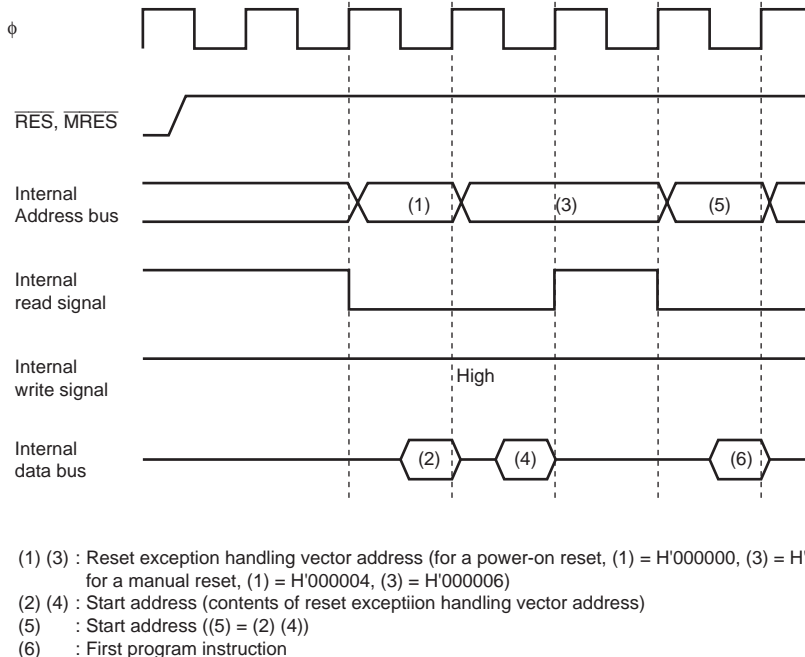 ϕ
RES, MRES
Internal
Address bus
(1)
(3)
(5)
Internal
read signal
Internal
write signal
High
Internal
data bus
(2)
(4)
(6)
(1) (3) : Reset exception handling vector address (for a power-on reset, (1) = H'000000, (3) = H'
for a manual reset, (1) = H'000004, (3) = H'000006)
(2) (4) : Start address (contents of reset exceptiion handling vector address)
(5) : Start address ((5) = (2) (4))
(6) : First program instruction